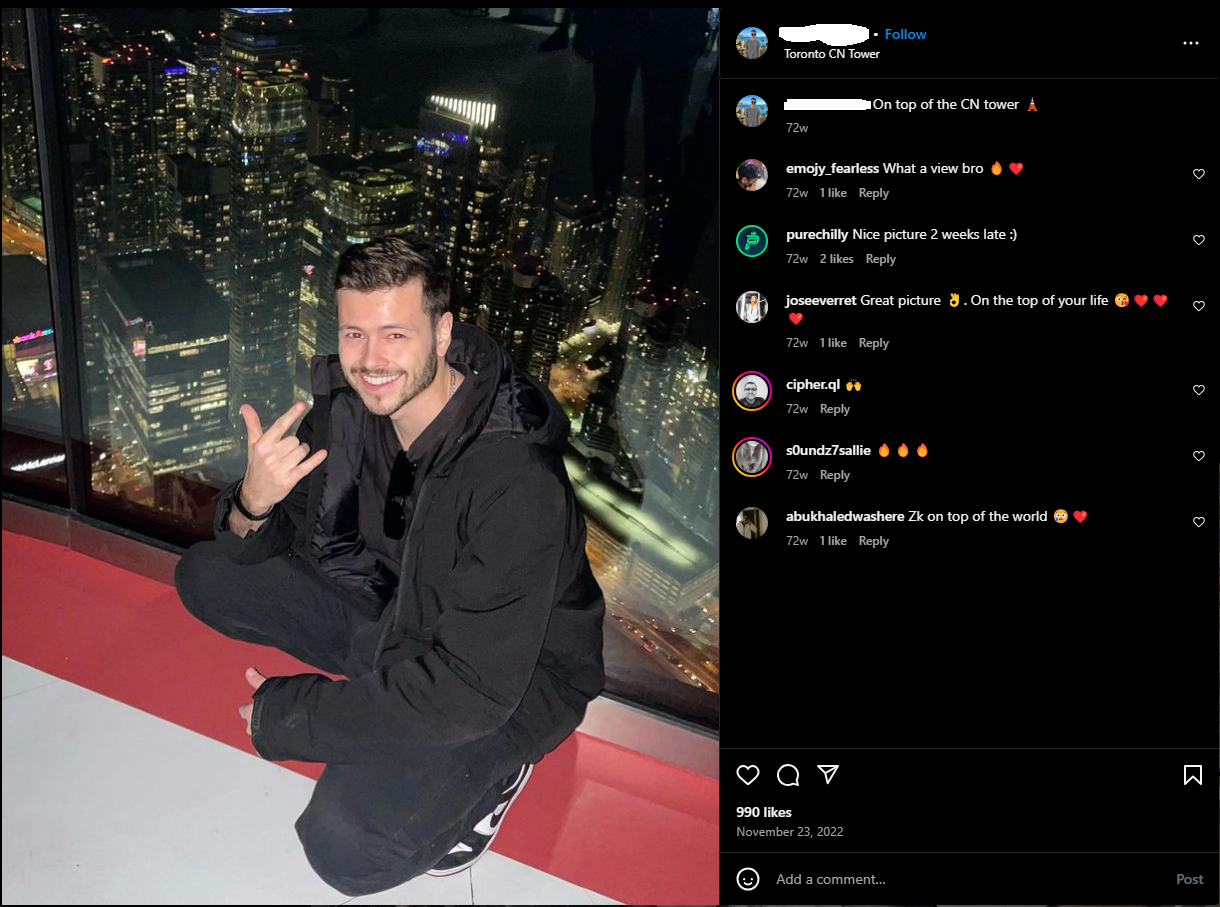 • Follow
Toronto CN Tower
On top of the CN tower 🗼
72w
emojy_fearless What a view bro 🔥 ❤️
72w 1 like Reply
purechilly Nice picture 2 weeks late :)
72w 2 likes Reply
joseeverret Great picture 👌. On the top of your life 😘 ❤️ ❤️
❤️
72w 1 like Reply
cipher.ql 🙌
72w Reply
s0undz7sallie 🔥 🔥 🔥
72w Reply
abukhaledwashere Zk on top of the world 😢 ❤️
72w 1 like Reply
990 likes
November 23, 2022
Add a comment...
Post